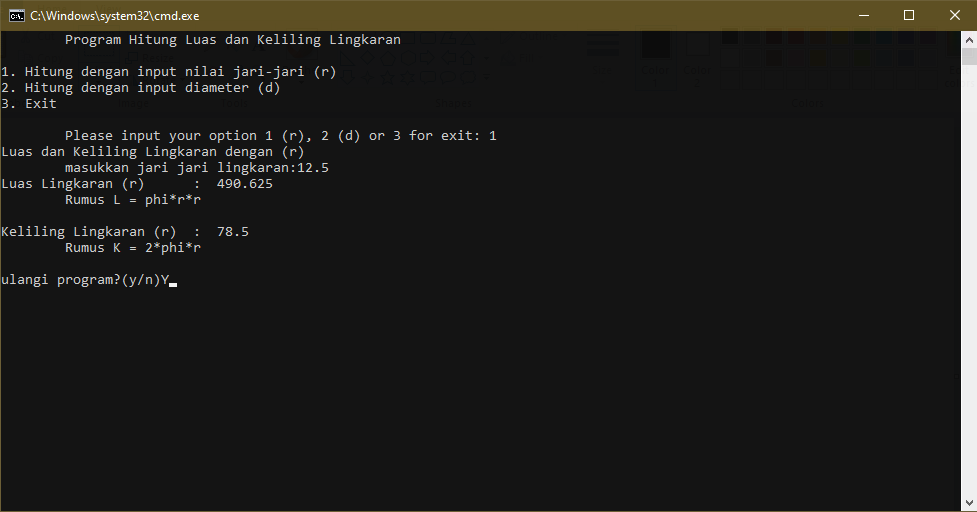 C:\Windows\system32\cmd.exe
Program Hitung Luas dan Keliling Lingkaran
1. Hitung dengan input nilai jari-jari (r)
2. Hitung dengan input diameter (d)
3. Exit
Please input your option 1 (r), 2 (d) or 3 for exit: 1
Luas dan Keliling Lingkaran dengan (r)
masukkan jari jari lingkaran:12.5
Luas Lingkaran (r)      :  490.625
Rumus L = phi*r*r
Keliling Lingkaran (r)  :  78.5
Rumus K = 2*phi*r
ulangi program?(y/n)Y